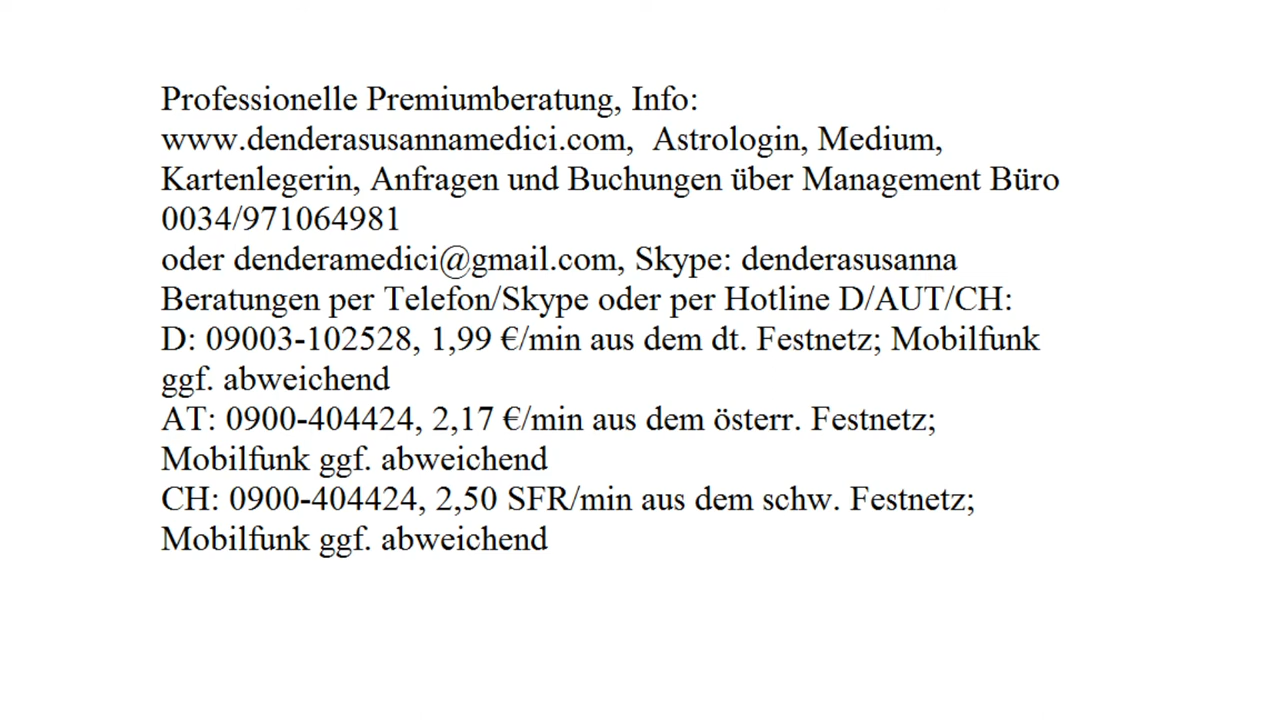 Professionelle Premiumberatung, Info:
www.denderasusannamedici.com,  Astrologin, Medium,
Kartenlegerin, Anfragen und Buchungen über Management Büro
0034/971064981
oder denderamedici@gmail.com, Skype: denderasusanna
Beratungen per Telefon/Skype oder per Hotline D/AUT/CH:
D: 09003-102528, 1,99 €/min aus dem dt. Festnetz; Mobilfunk
ggf. abweichend
AT: 0900-404424, 2,17 €/min aus dem österr. Festnetz;
Mobilfunk ggf. abweichend
CH: 0900-404424, 2,50 SFR/min aus dem schw. Festnetz;
Mobilfunk ggf. abweichend